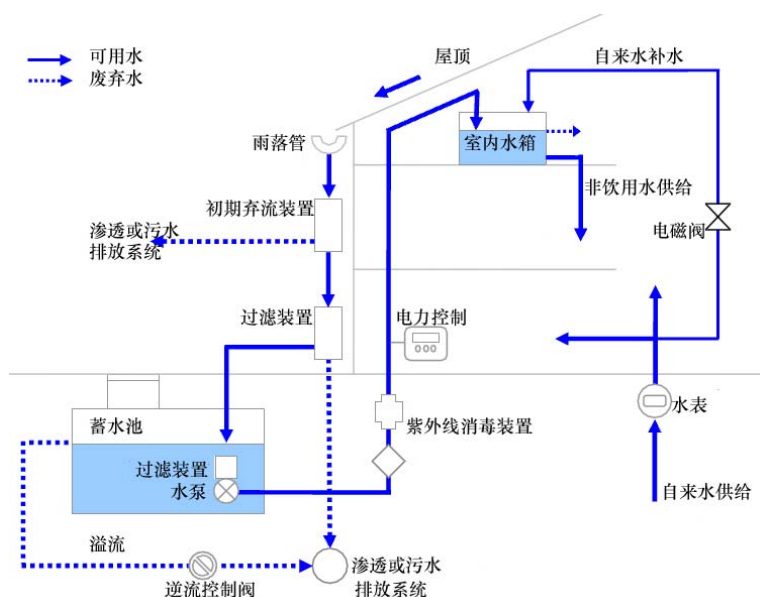 可用水
废弃水
屋顶
自来水补水
雨落管
室内水箱
初期弃流装置
非饮用水供给
渗透或污水
排放系统
电磁阀
过滤装置
电力控制
蓄水池
紫外线消毒装置
水表
过滤装置
水泵
自来水供给
溢流
逆流控制阀
渗透或污水
排放系统